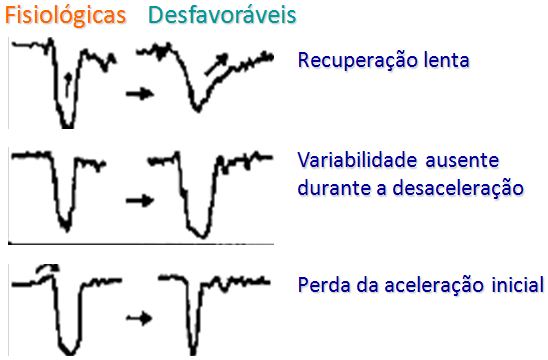 Fisiológicas Desfavoráveis
Recuperação lenta
Variabilidade ausente
durante a desaceleração
Perda da aceleração inicial